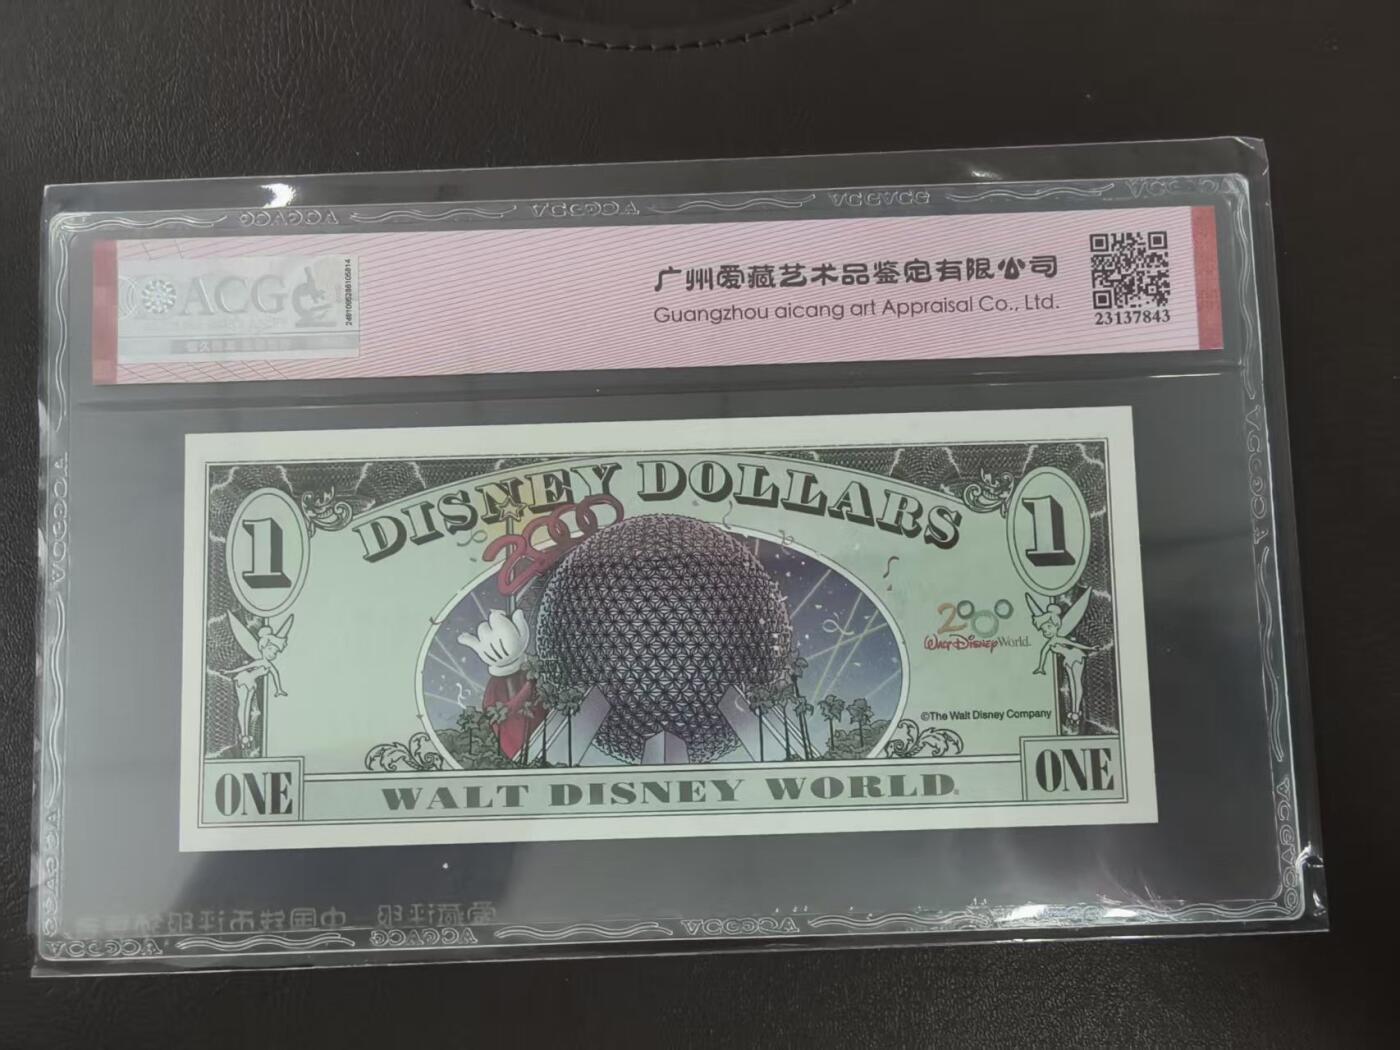 ACG
2491095286105814
广州爱藏艺术品鉴定有限公司
Guangzhou aicang art Appraisal Co., Ltd.
23137843
DISNEY DOLLARS
1
1
2000
2000
Walt Disney World.
©The Walt Disney Company
ONE
WALT DISNEY WORLD®
ONE